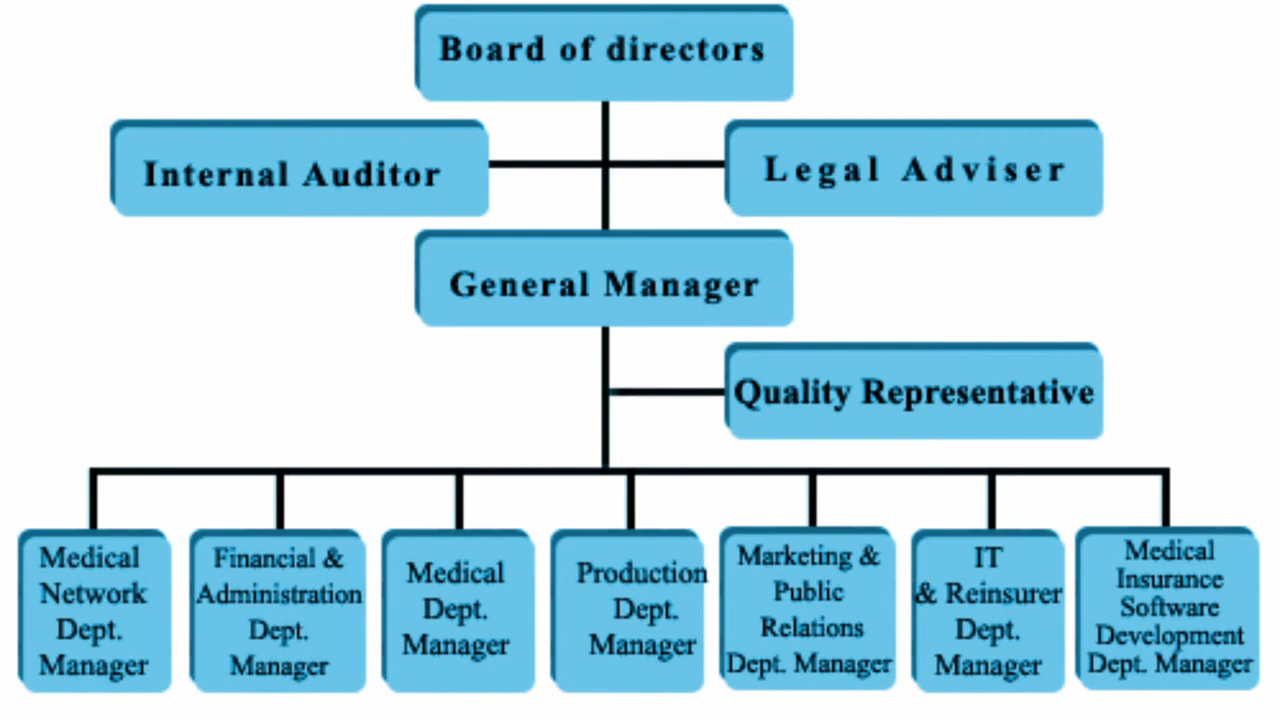 Board of directors
Internal Auditor
Legal Adviser
General Manager
Quality Representative
Medical
Network
Dept.
Manager
Financial &
Administration
Dept.
Manager
Medical
Dept.
Manager
Production
Dept.
Manager
Marketing &
Public
Relations
Dept. Manager
IT
& Reinsurer
Dept.
Manager
Medical
Insurance
Software
Development
Dept. Manager